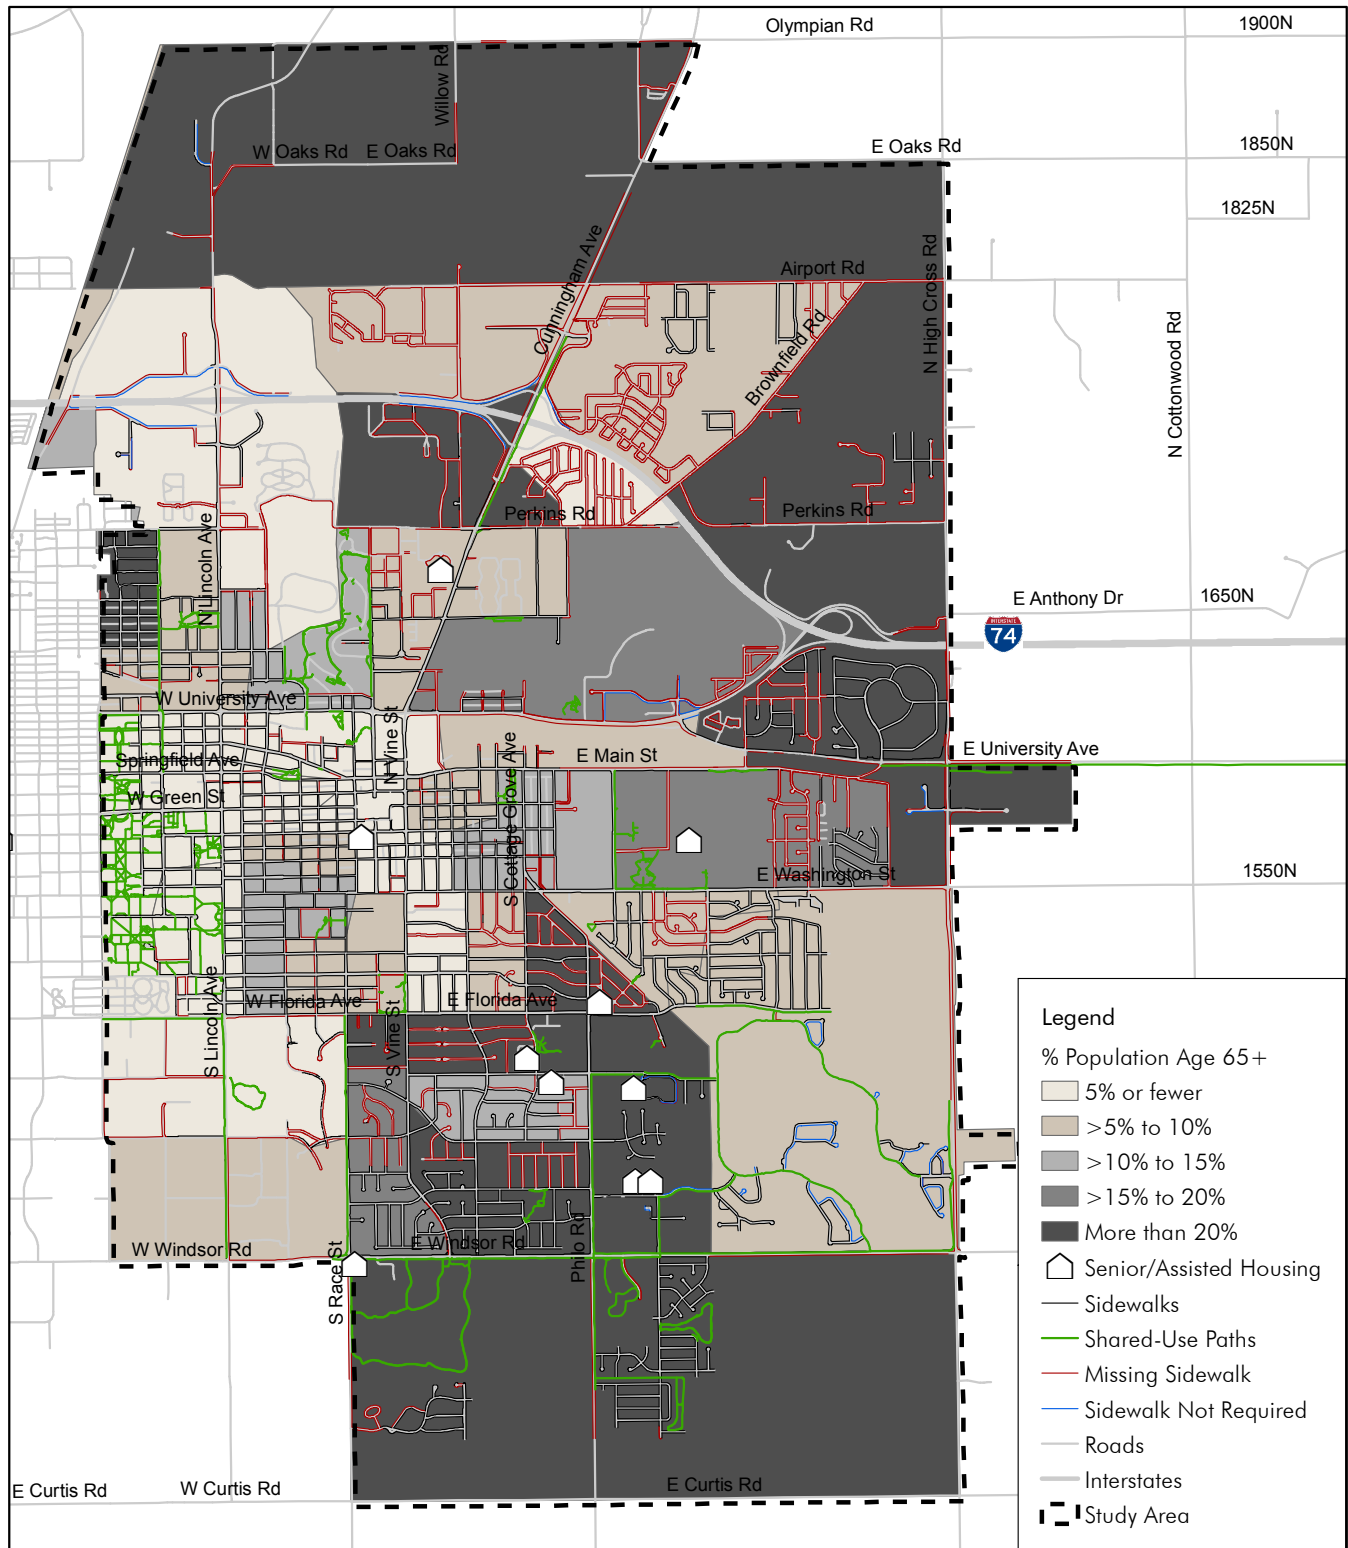 Olympian Rd
1900N
Willow Rd
W Oaks Rd
E Oaks Rd
E Oaks Rd
1850N
1825N
Cunningham Ave
Airport Rd
N High Cross Rd
Brownfield Rd
N Cottonwood Rd
Perkins Rd
Perkins Rd
N Lincoln Ave
E Anthony Dr
1650N
INTERSTATE
74
W University Ave
N Vine St
Springfield Ave
E Main St
E University Ave
W Green St
S Cottage Grove Ave
E Washington St
1550N
S Lincoln Ave
W Florida Ave
S Vine St
E Florida Ave
W Windsor Rd
E Windsor Rd
Philo Rd
S Race St
E Curtis Rd
W Curtis Rd
E Curtis Rd
Legend
% Population Age 65+
5% or fewer
>5% to 10%
>10% to 15%
>15% to 20%
More than 20%
Senior/Assisted Housing
Sidewalks
Shared-Use Paths
Missing Sidewalk
Sidewalk Not Required
Roads
Interstates
Study Area